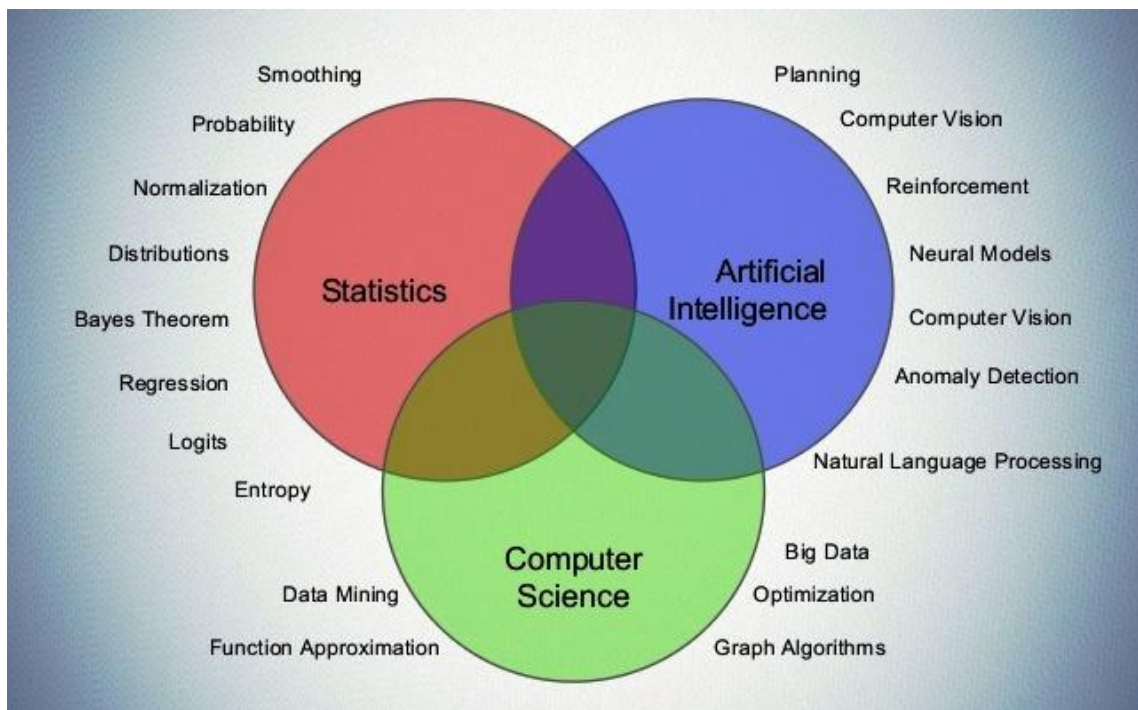 Smoothing
Probability
Normalization
Distributions
Bayes Theorem
Regression
Logits
Entropy
Statistics
Planning
Computer Vision
Reinforcement
Neural Models
Computer Vision
Anomaly Detection
Natural Language Processing
Artificial
Intelligence
Computer
Science
Data Mining
Function Approximation
Big Data
Optimization
Graph Algorithms